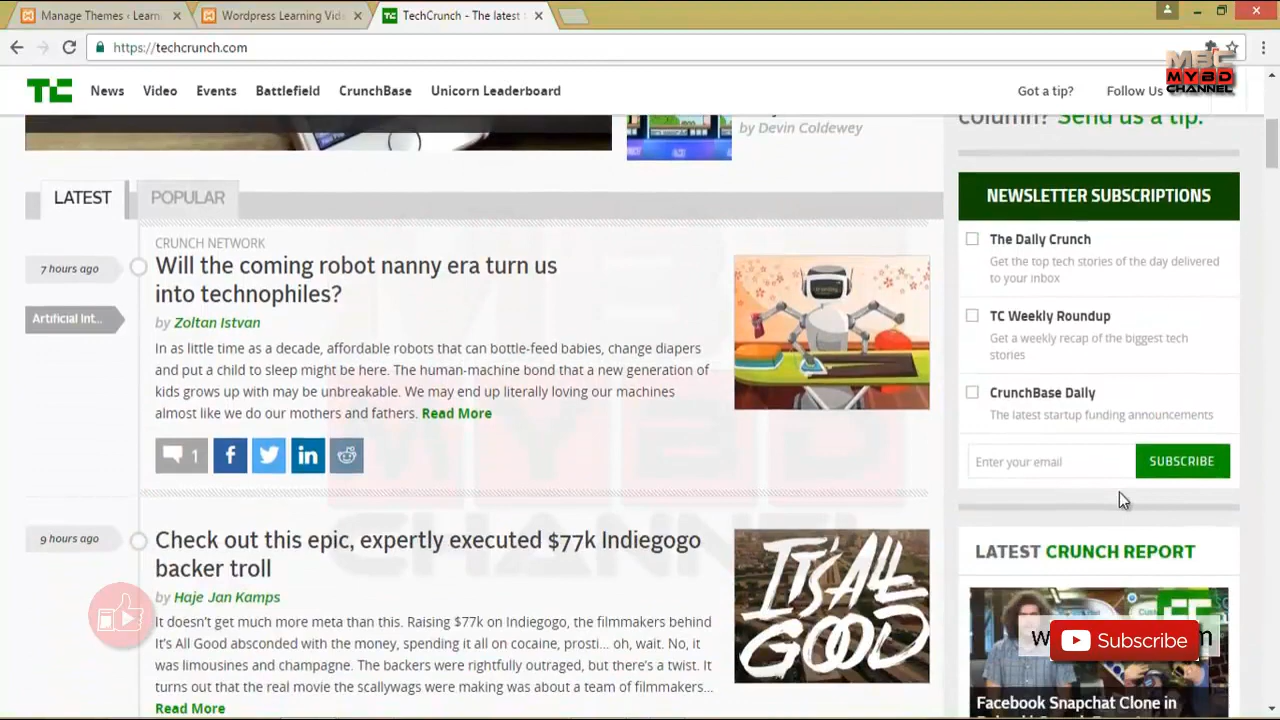 Manage Themes ‹ Learn
Wordpress Learning Vid
TechCrunch - The latest t
https://techcrunch.com
MBC
MYBD
CHANNEL
TC
News
Video
Events
Battlefield
CrunchBase
Unicorn Leaderboard
Got a tip?
Follow Us
by Devin Coldewey
column? Send us a tip.
LATEST
POPULAR
NEWSLETTER SUBSCRIPTIONS
The Daily Crunch
Get the top tech stories of the day delivered
to your inbox
TC Weekly Roundup
Get a weekly recap of the biggest tech
stories
CrunchBase Daily
The latest startup funding announcements
Enter your email
SUBSCRIBE
7 hours ago
Artificial Int...
CRUNCH NETWORK
Will the coming robot nanny era turn us
into technophiles?
by Zoltan Istvan
In as little time as a decade, affordable robots that can bottle-feed babies, change diapers
and put a child to sleep might be here. The human-machine bond that a new generation of
kids grows up with may be unbreakable. We may end up literally loving our machines
almost like we do our mothers and fathers. Read More
1
MYBD
CHANNEL
9 hours ago
Check out this epic, expertly executed $77k Indiegogo
backer troll
by Haje Jan Kamps
It doesn't get much more meta than this. Raising $77k on Indiegogo, the filmmakers behind
It's All Good absconded with the money, spending it all on cocaine, prosti... oh, wait. No, it
was limousines and champagne. The backers were rightfully outraged, but there's a twist. It
turns out that the real movie the scallywags were making was about a team of filmmakers...
Read More
IT'S ALL
GOOD
LATEST CRUNCH REPORT
Subscribe
Facebook Snapchat Clone in